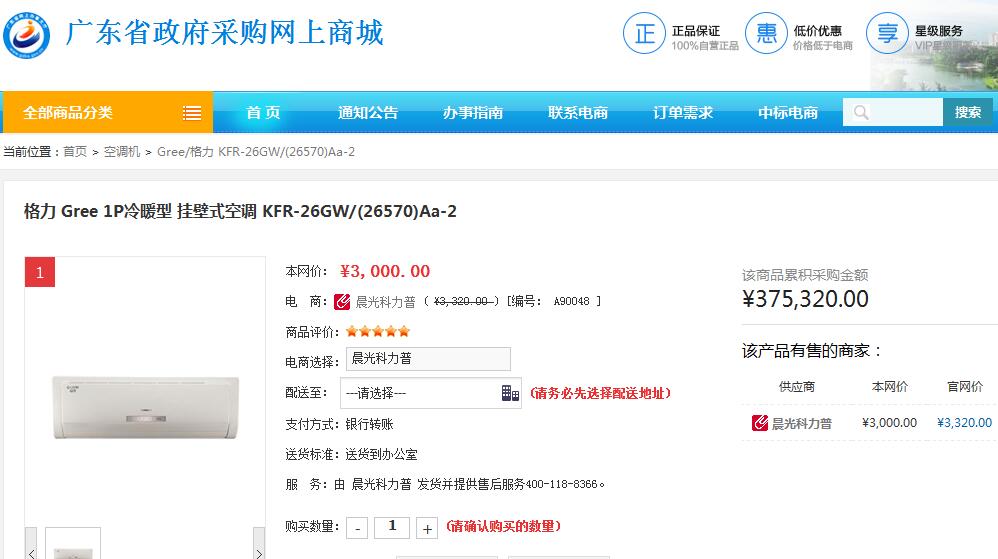 广东省政府采购网上商城
正 正品保证
100%自营正品
惠 低价优惠
价格低于电商
享 星级服务
VIP星级服务
全部商品分类
首 页 通知公告 办事指南 联系电商 订单需求 中标电商 搜索
当前位置：首页 > 空调机 > Gree/格力 KFR-26GW/(26570)Aa-2
格力 Gree 1P冷暖型 挂壁式空调 KFR-26GW/(26570)Aa-2
1
本网价： ¥3,000.00
电 商： 晨光科力普 ( ¥3,320.00 ) [编号： A90048 ]
商品评价：
电商选择： 晨光科力普
配送至： ---请选择--- (请务必先选择配送地址)
支付方式：银行转账
送货标准：送货到办公室
服 务：由 晨光科力普 发货并提供售后服务400-118-8366。
购买数量： - 1 + (请确认购买的数量)
该商品累积采购金额
¥375,320.00
该产品有售的商家：
供应商 本网价 官网价
晨光科力普 ¥3,000.00 ¥3,320.00